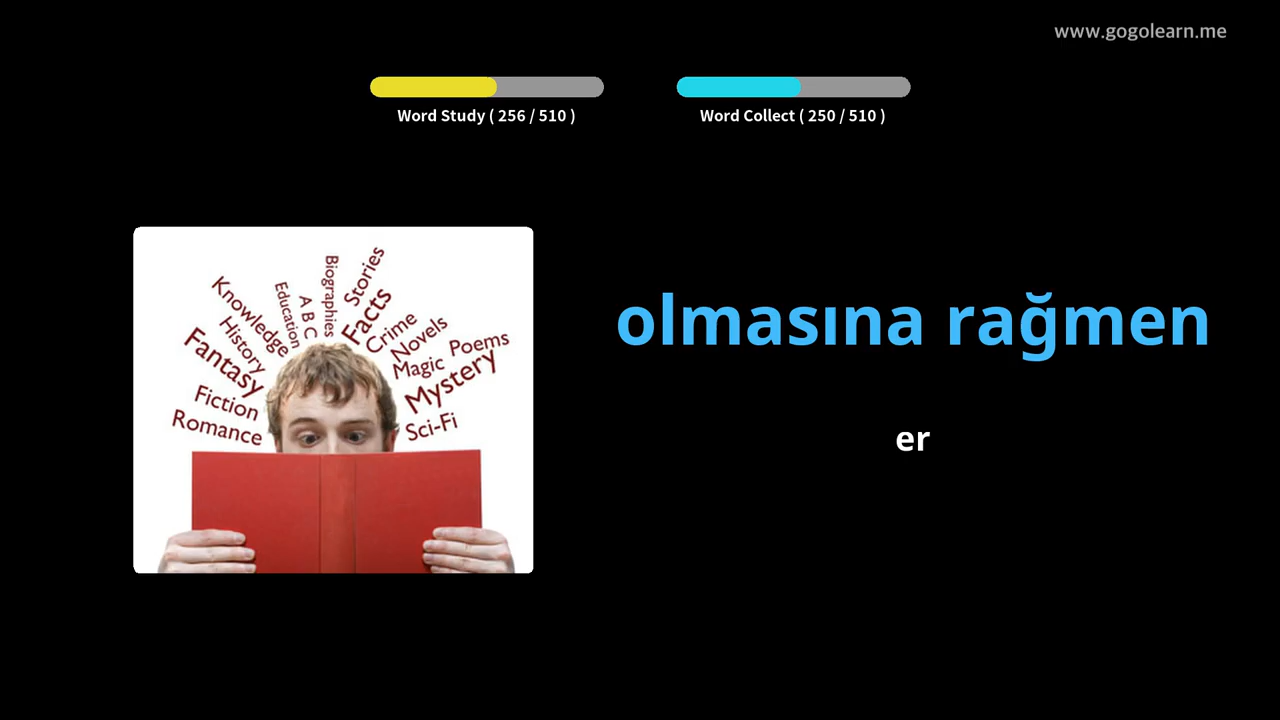 www.gogolearn.me
Word Study ( 256 / 510 )
Word Collect ( 250 / 510 )
olmasına rağmen
er
Knowledge
History
Fantasy
Fiction
Romance
Education
A B C
Biographies
Stories
Facts
Crime
Novels
Magic
Poems
Mystery
Sci-Fi